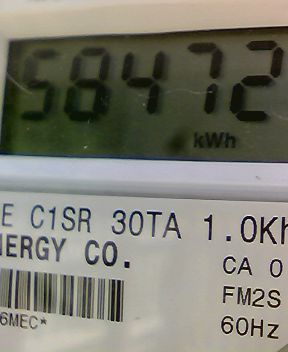 58472
kWh
E C1SR 30TA 1.0Kh
NERGY CO.
CA 0
FM2S
6MEC*
60Hz